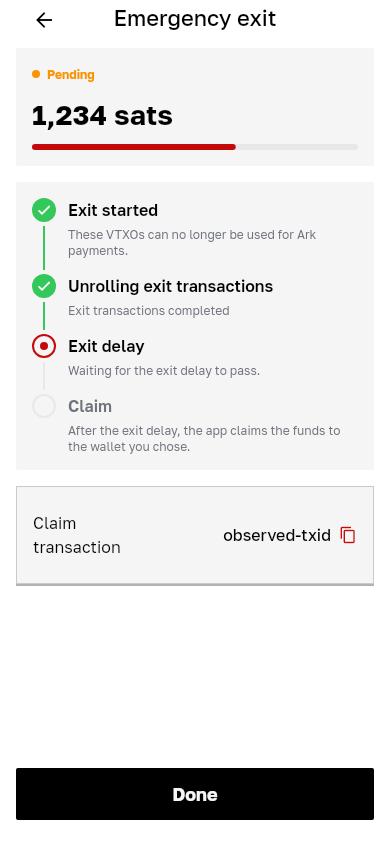 Emergency exit
Pending
1,234 sats
Exit started
These VTXOs can no longer be used for Ark
payments.
Unrolling exit transactions
Exit transactions completed
Exit delay
Waiting for the exit delay to pass.
Claim
After the exit delay, the app claims the funds to
the wallet you chose.
Claim
transaction
observed-txid
Done